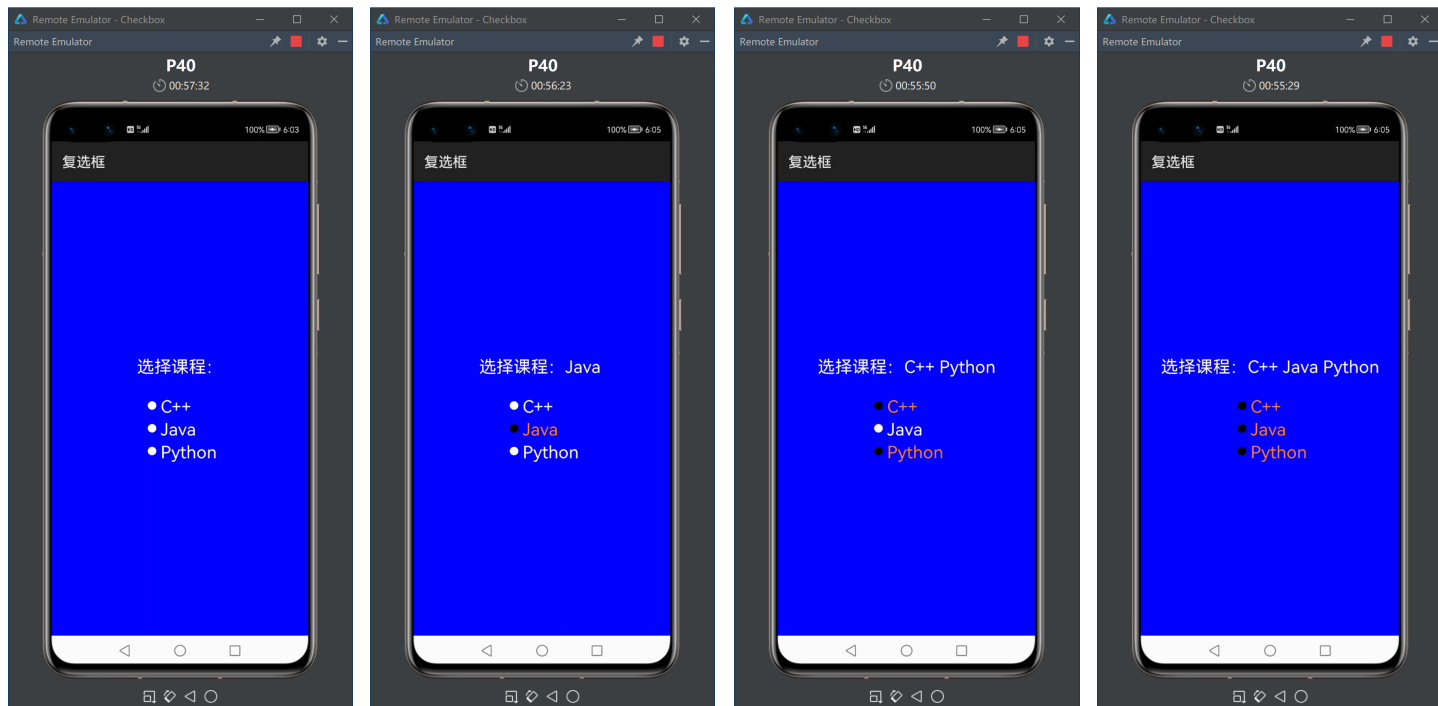 Remote Emulator - Checkbox
Remote Emulator
P40
00:57:32
100% 6:03
复选框
选择课程:
C++
Java
Python
Remote Emulator - Checkbox
Remote Emulator
P40
00:56:23
100% 6:05
复选框
选择课程: Java
C++
Java
Python
Remote Emulator - Checkbox
Remote Emulator
P40
00:55:50
100% 6:05
复选框
选择课程: C++ Python
C++
Java
Python
Remote Emulator - Checkbox
Remote Emulator
P40
00:55:29
100% 6:05
复选框
选择课程: C++ Java Python
C++
Java
Python